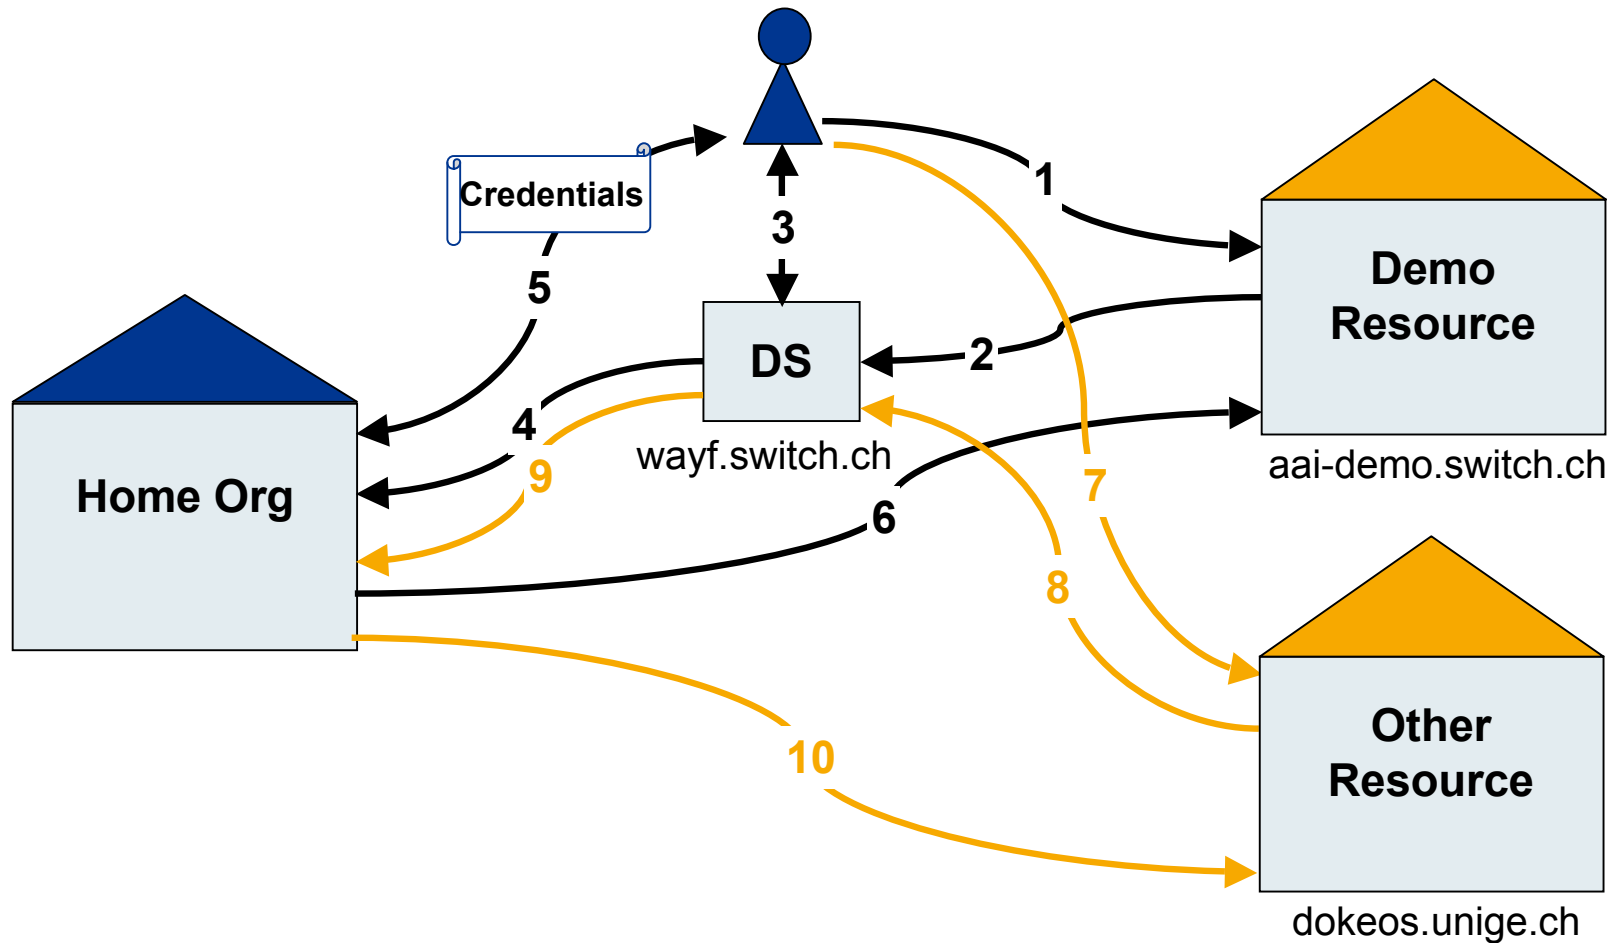 1
Credentials
3
Demo
Resource
5
2
DS
4
wayf.switch.ch
aai-demo.switch.ch
9
7
Home Org
6
8
Other
Resource
10
dokeos.unige.ch